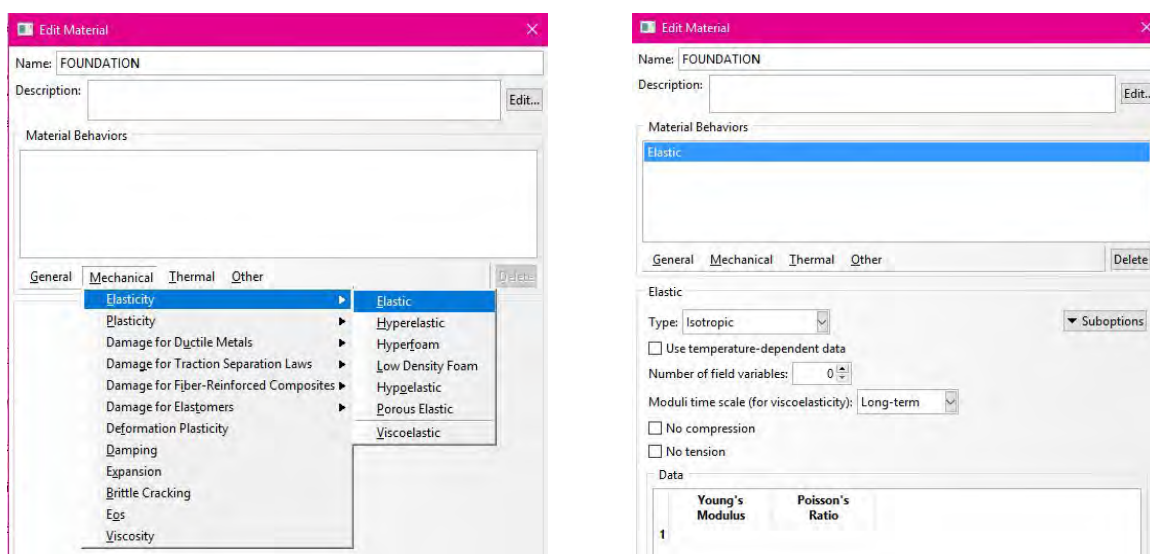 Edit Material
Name: FOUNDATION
Description:
Edit...
Material Behaviors
General Mechanical Thermal Other Delete
Elasticity
Plasticity
Damage for Ductile Metals
Damage for Traction Separation Laws
Damage for Fiber-Reinforced Composites
Damage for Elastomers
Deformation Plasticity
Damping
Expansion
Brittle Cracking
Eos
Viscosity
Elastic
Hyperelastic
Hyperfoam
Low Density Foam
Hypoelastic
Porous Elastic
Viscoelastic
Edit Material
Name: FOUNDATION
Description:
Edit..
Material Behaviors
Elastic
General Mechanical Thermal Other Delete
Elastic
Type: Isotropic
Suboptions
Use temperature-dependent data
Number of field variables: 0
Moduli time scale (for viscoelasticity): Long-term
No compression
No tension
Data
Young's Poisson's
Modulus Ratio
1